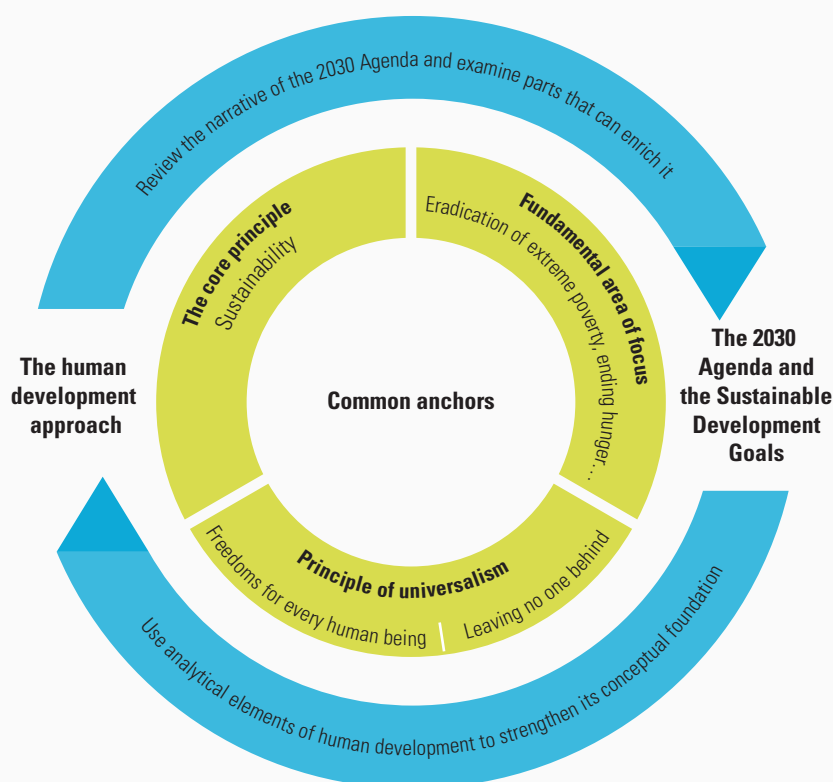 Review the narrative of the 2030 Agenda and examine parts that can enrich it
The core principle
Sustainability
Fundamental area of focus
Eradication of extreme poverty, ending hunger…
The human
development
approach
Common anchors
The 2030
Agenda and
the Sustainable
Development
Goals
Principle of universalism
Freedoms for every human being
Leaving no one behind
Use analytical elements of human development to strengthen its conceptual foundation